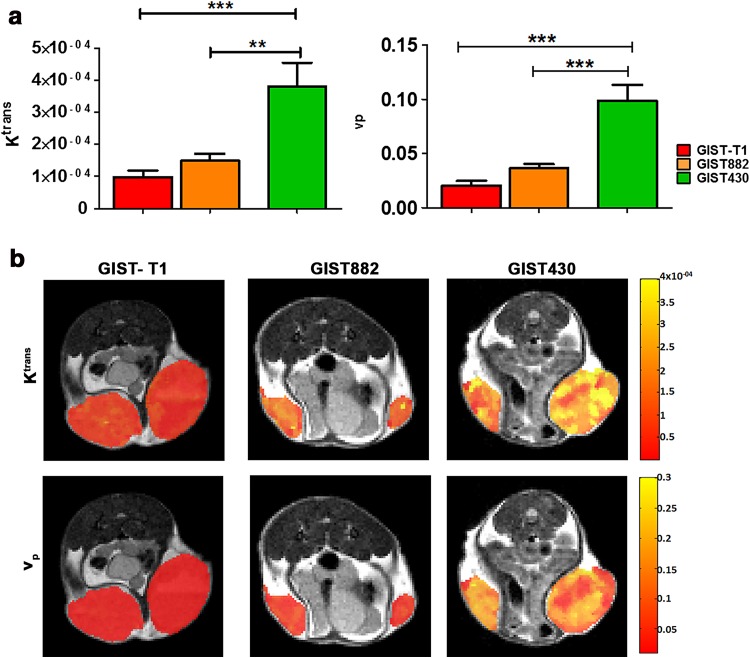 a
***
**
5×10⁻⁰⁴
4×10⁻⁰⁴
3×10⁻⁰⁴
2×10⁻⁰⁴
1×10⁻⁰⁴
0
Kᵗʳᵃⁿˢ
***
***
0.15
0.10
0.05
0.00
vp
GIST-T1
GIST882
GIST430
b
GIST- T1
GIST882
GIST430
Kᵗʳᵃⁿˢ
4x10⁻⁰⁴
3.5
3
2.5
2
1.5
1
0.5
vₚ
0.3
0.25
0.2
0.15
0.1
0.05